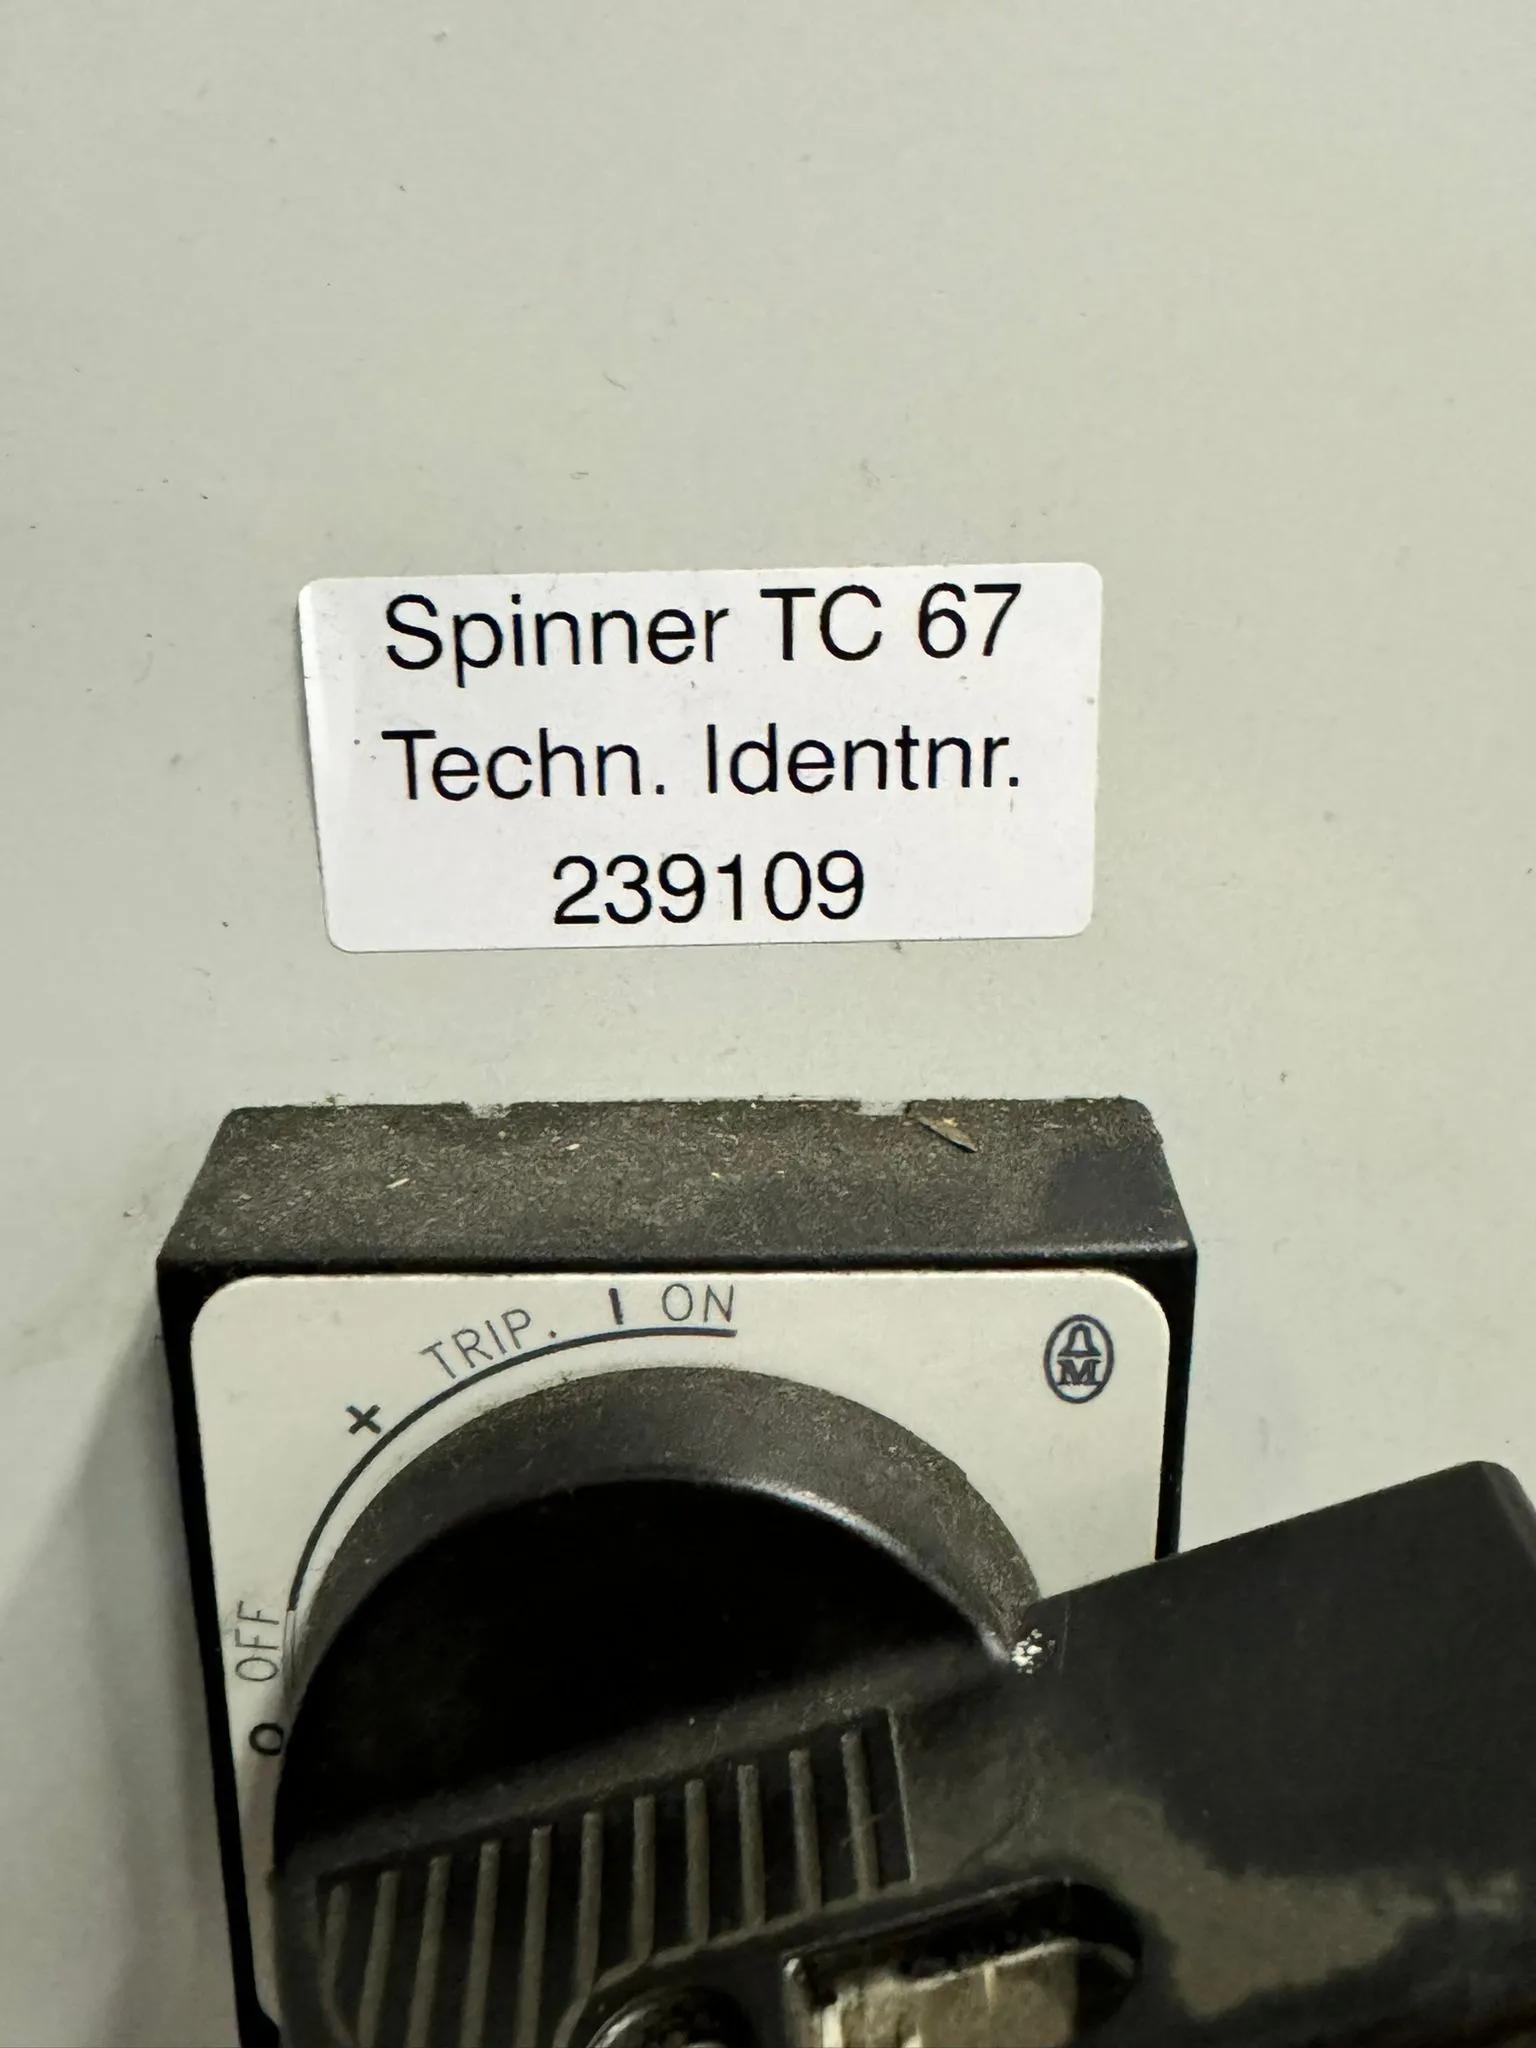 Spinner TC 67
Techn. Identnr.
239109
+ TRIP. I ON
O OFF
M